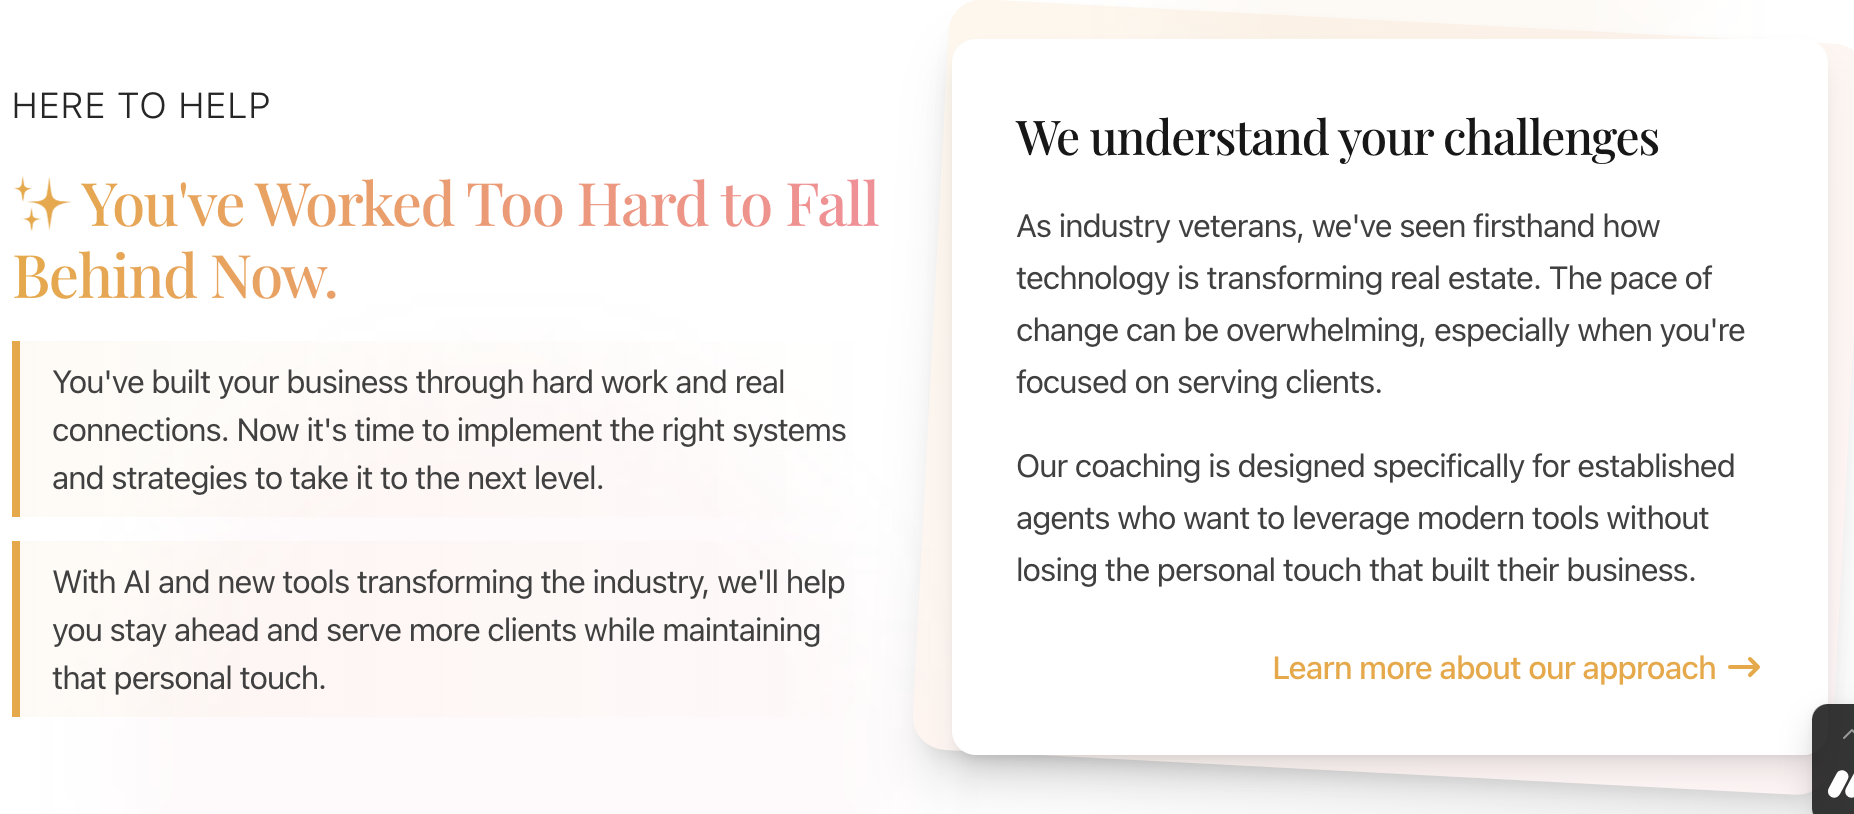 HERE TO HELP
✨ You've Worked Too Hard to Fall
Behind Now.
You've built your business through hard work and real
connections. Now it's time to implement the right systems
and strategies to take it to the next level.
With AI and new tools transforming the industry, we'll help
you stay ahead and serve more clients while maintaining
that personal touch.
We understand your challenges
As industry veterans, we've seen firsthand how
technology is transforming real estate. The pace of
change can be overwhelming, especially when you're
focused on serving clients.
Our coaching is designed specifically for established
agents who want to leverage modern tools without
losing the personal touch that built their business.
Learn more about our approach →